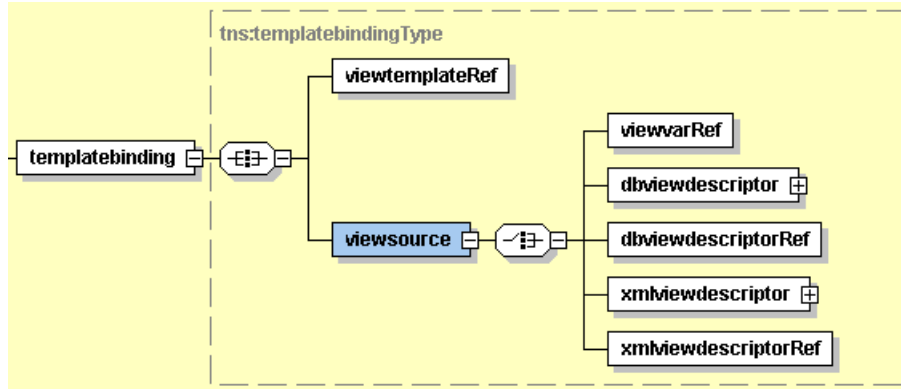 tns:templatebindingType
viewtemplateRef
viewvarRef
templatebinding
dbviewdescriptor
viewsource
dbviewdescriptorRef
xmlviewdescriptor
xmlviewdescriptorRef